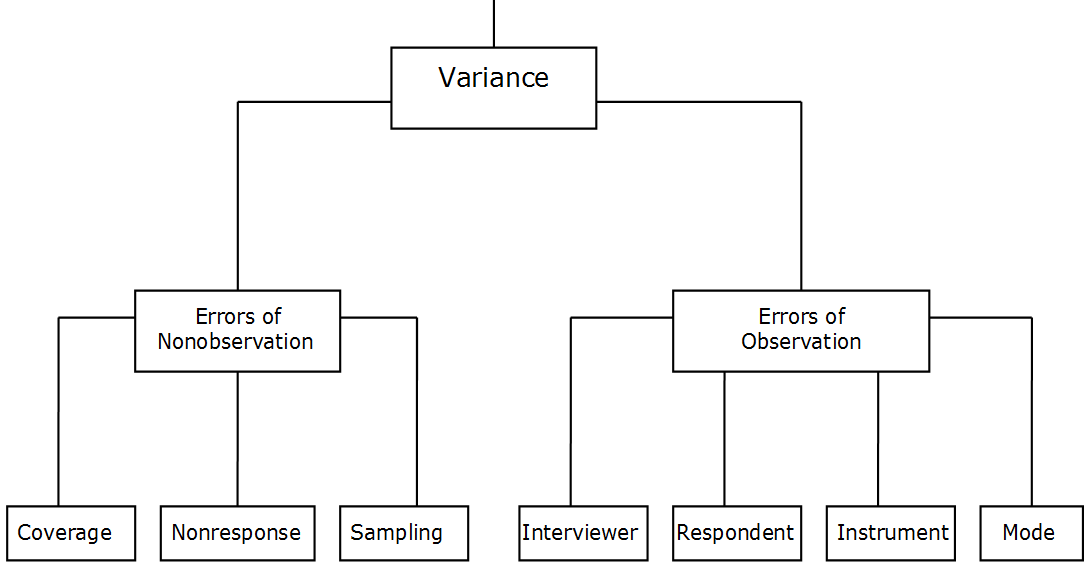 Variance
Errors of
Nonobservation
Errors of
Observation
Coverage
Nonresponse
Sampling
Interviewer
Respondent
Instrument
Mode